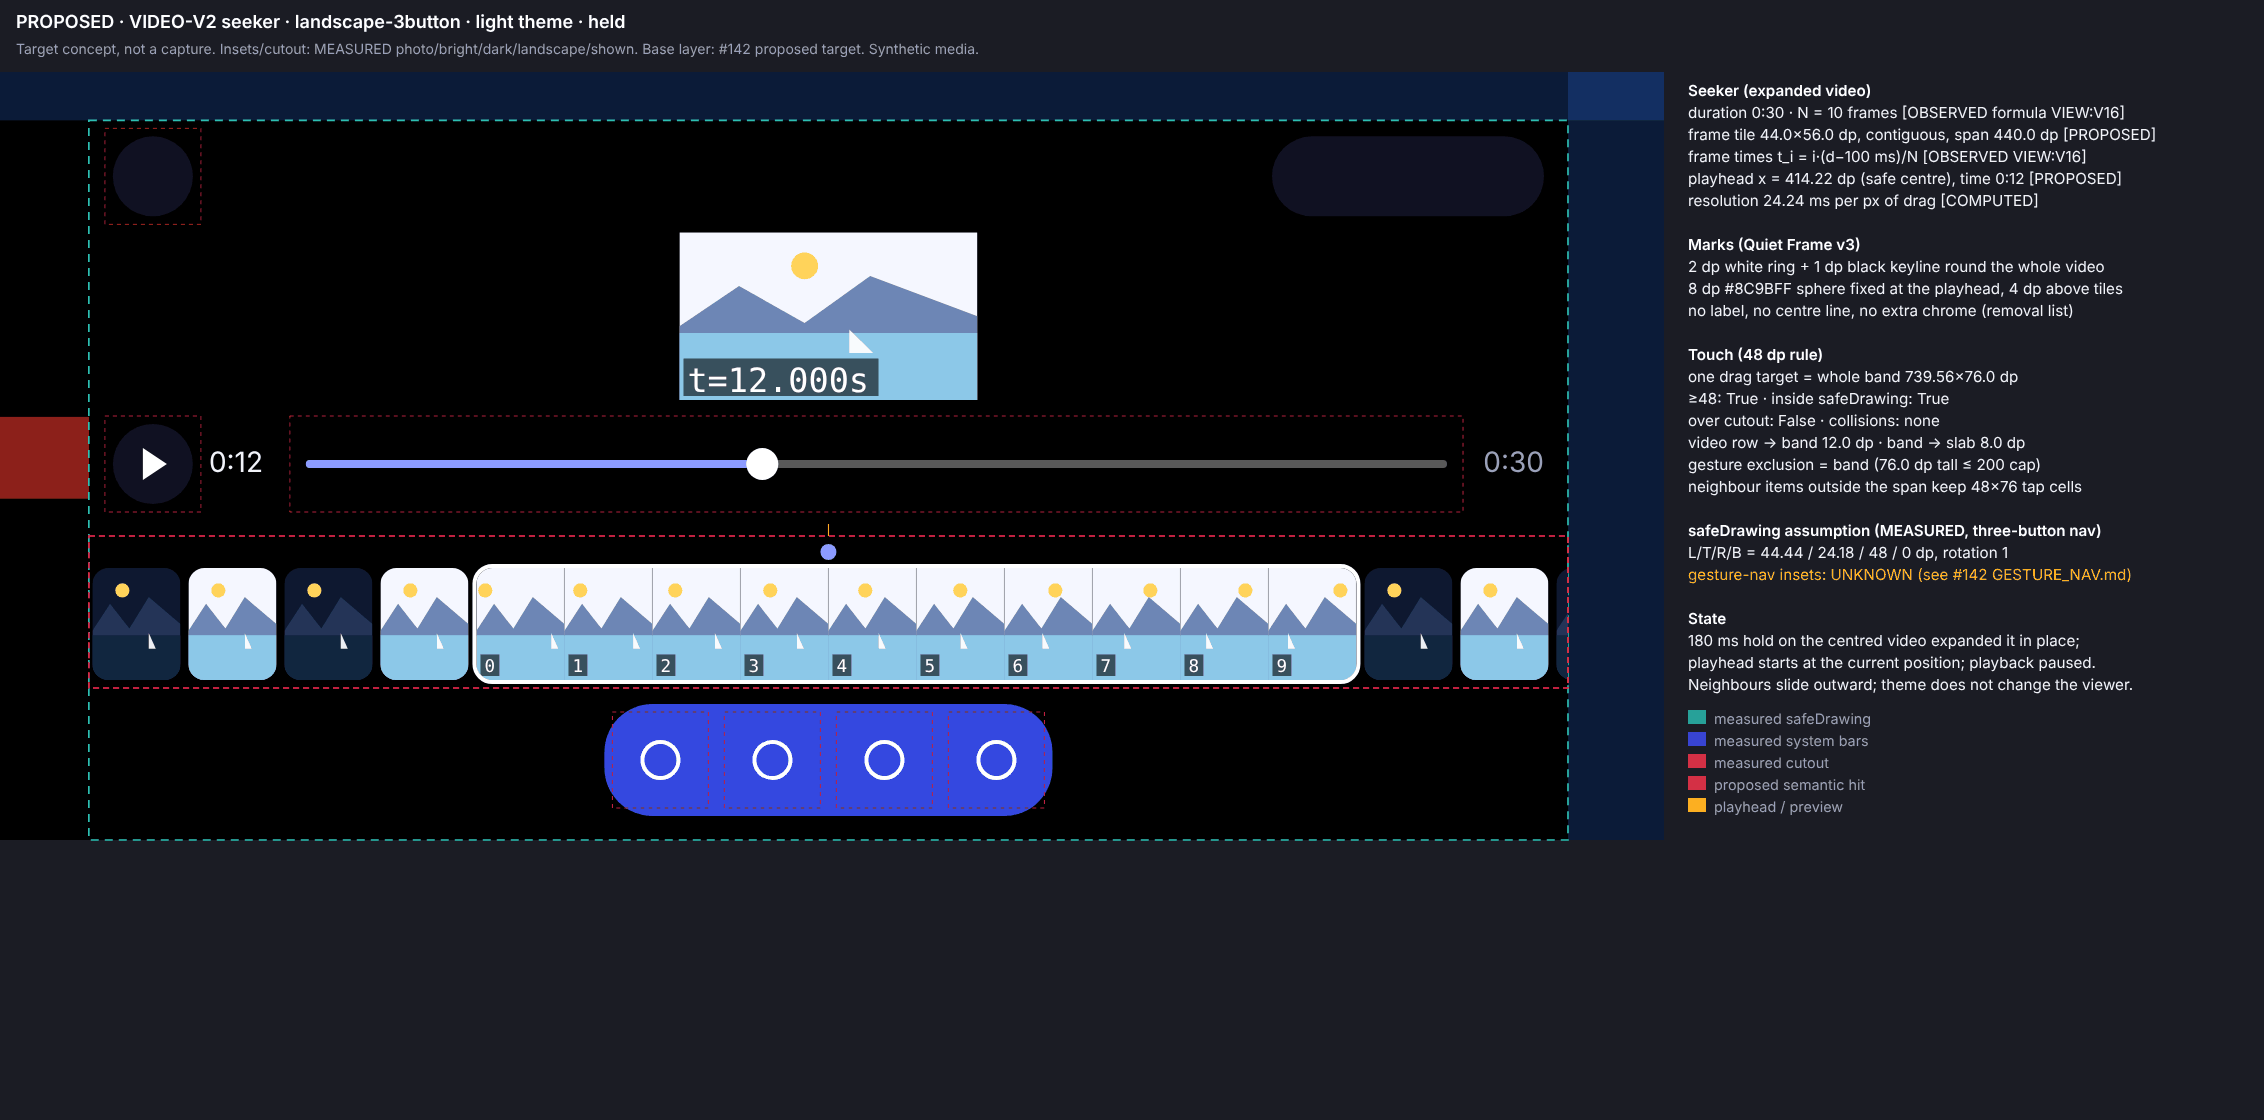 PROPOSED · VIDEO-V2 seeker · landscape-3button · light theme · held
Target concept, not a capture. Insets/cutout: MEASURED photo/bright/dark/landscape/shown. Base layer: #142 proposed target. Synthetic media.
t=12.000s
0:12
0:30
0
1
2
3
4
5
6
7
8
9
Seeker (expanded video)
duration 0:30 · N = 10 frames [OBSERVED formula VIEW:V16]
frame tile 44.0×56.0 dp, contiguous, span 440.0 dp [PROPOSED]
frame times t_i = i·(d−100 ms)/N [OBSERVED VIEW:V16]
playhead x = 414.22 dp (safe centre), time 0:12 [PROPOSED]
resolution 24.24 ms per px of drag [COMPUTED]
Marks (Quiet Frame v3)
2 dp white ring + 1 dp black keyline round the whole video
8 dp #8C9BFF sphere fixed at the playhead, 4 dp above tiles
no label, no centre line, no extra chrome (removal list)
Touch (48 dp rule)
one drag target = whole band 739.56×76.0 dp
≥48: True · inside safeDrawing: True
over cutout: False · collisions: none
video row → band 12.0 dp · band → slab 8.0 dp
gesture exclusion = band (76.0 dp tall ≤ 200 cap)
neighbour items outside the span keep 48×76 tap cells
safeDrawing assumption (MEASURED, three-button nav)
L/T/R/B = 44.44 / 24.18 / 48 / 0 dp, rotation 1
gesture-nav insets: UNKNOWN (see #142 GESTURE_NAV.md)
State
180 ms hold on the centred video expanded it in place;
playhead starts at the current position; playback paused.
Neighbours slide outward; theme does not change the viewer.
measured safeDrawing
measured system bars
measured cutout
proposed semantic hit
playhead / preview